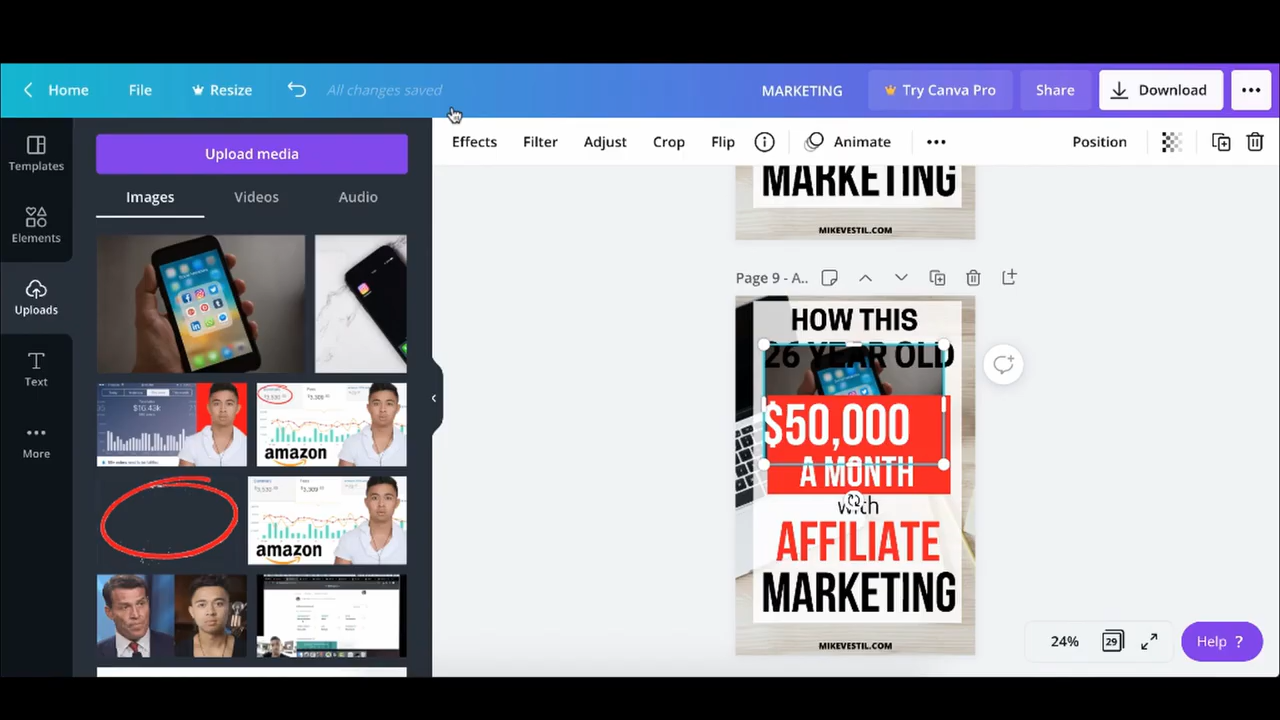 Home File Resize All changes saved MARKETING Try Canva Pro Share Download
Effects Filter Adjust Crop Flip Animate Position
Templates
Elements
Uploads
Text
More
Upload media
Images Videos Audio
amazon
amazon
MARKETING
MIKEVESTIL.COM
Page 9 - A..
HOW THIS
26 YEAR OLD
$50,000
A MONTH
with
AFFILIATE
MARKETING
MIKEVESTIL.COM
24% 29 Help ?